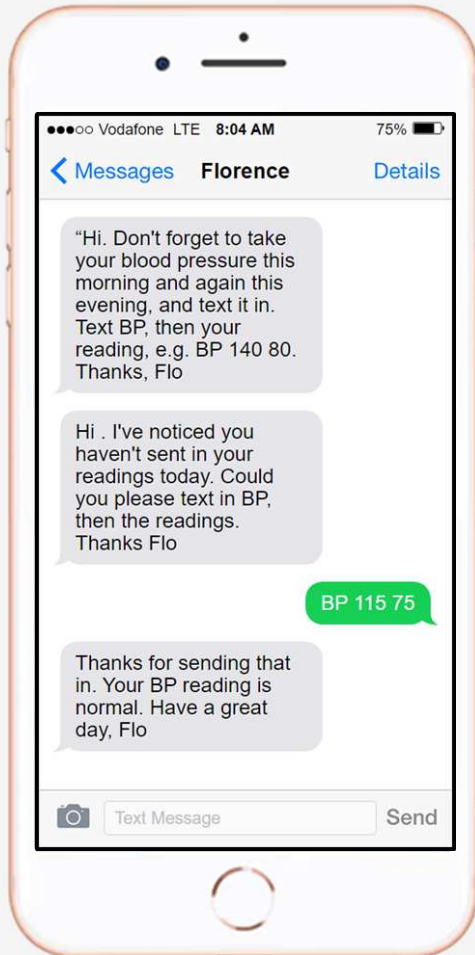 Vodafone LTE 8:04 AM 75%
Messages Florence Details
“Hi. Don't forget to take
your blood pressure this
morning and again this
evening, and text it in.
Text BP, then your
reading, e.g. BP 140 80.
Thanks, Flo
Hi . I've noticed you
haven't sent in your
readings today. Could
you please text in BP,
then the readings.
Thanks Flo
BP 115 75
Thanks for sending that
in. Your BP reading is
normal. Have a great
day, Flo
Text Message Send